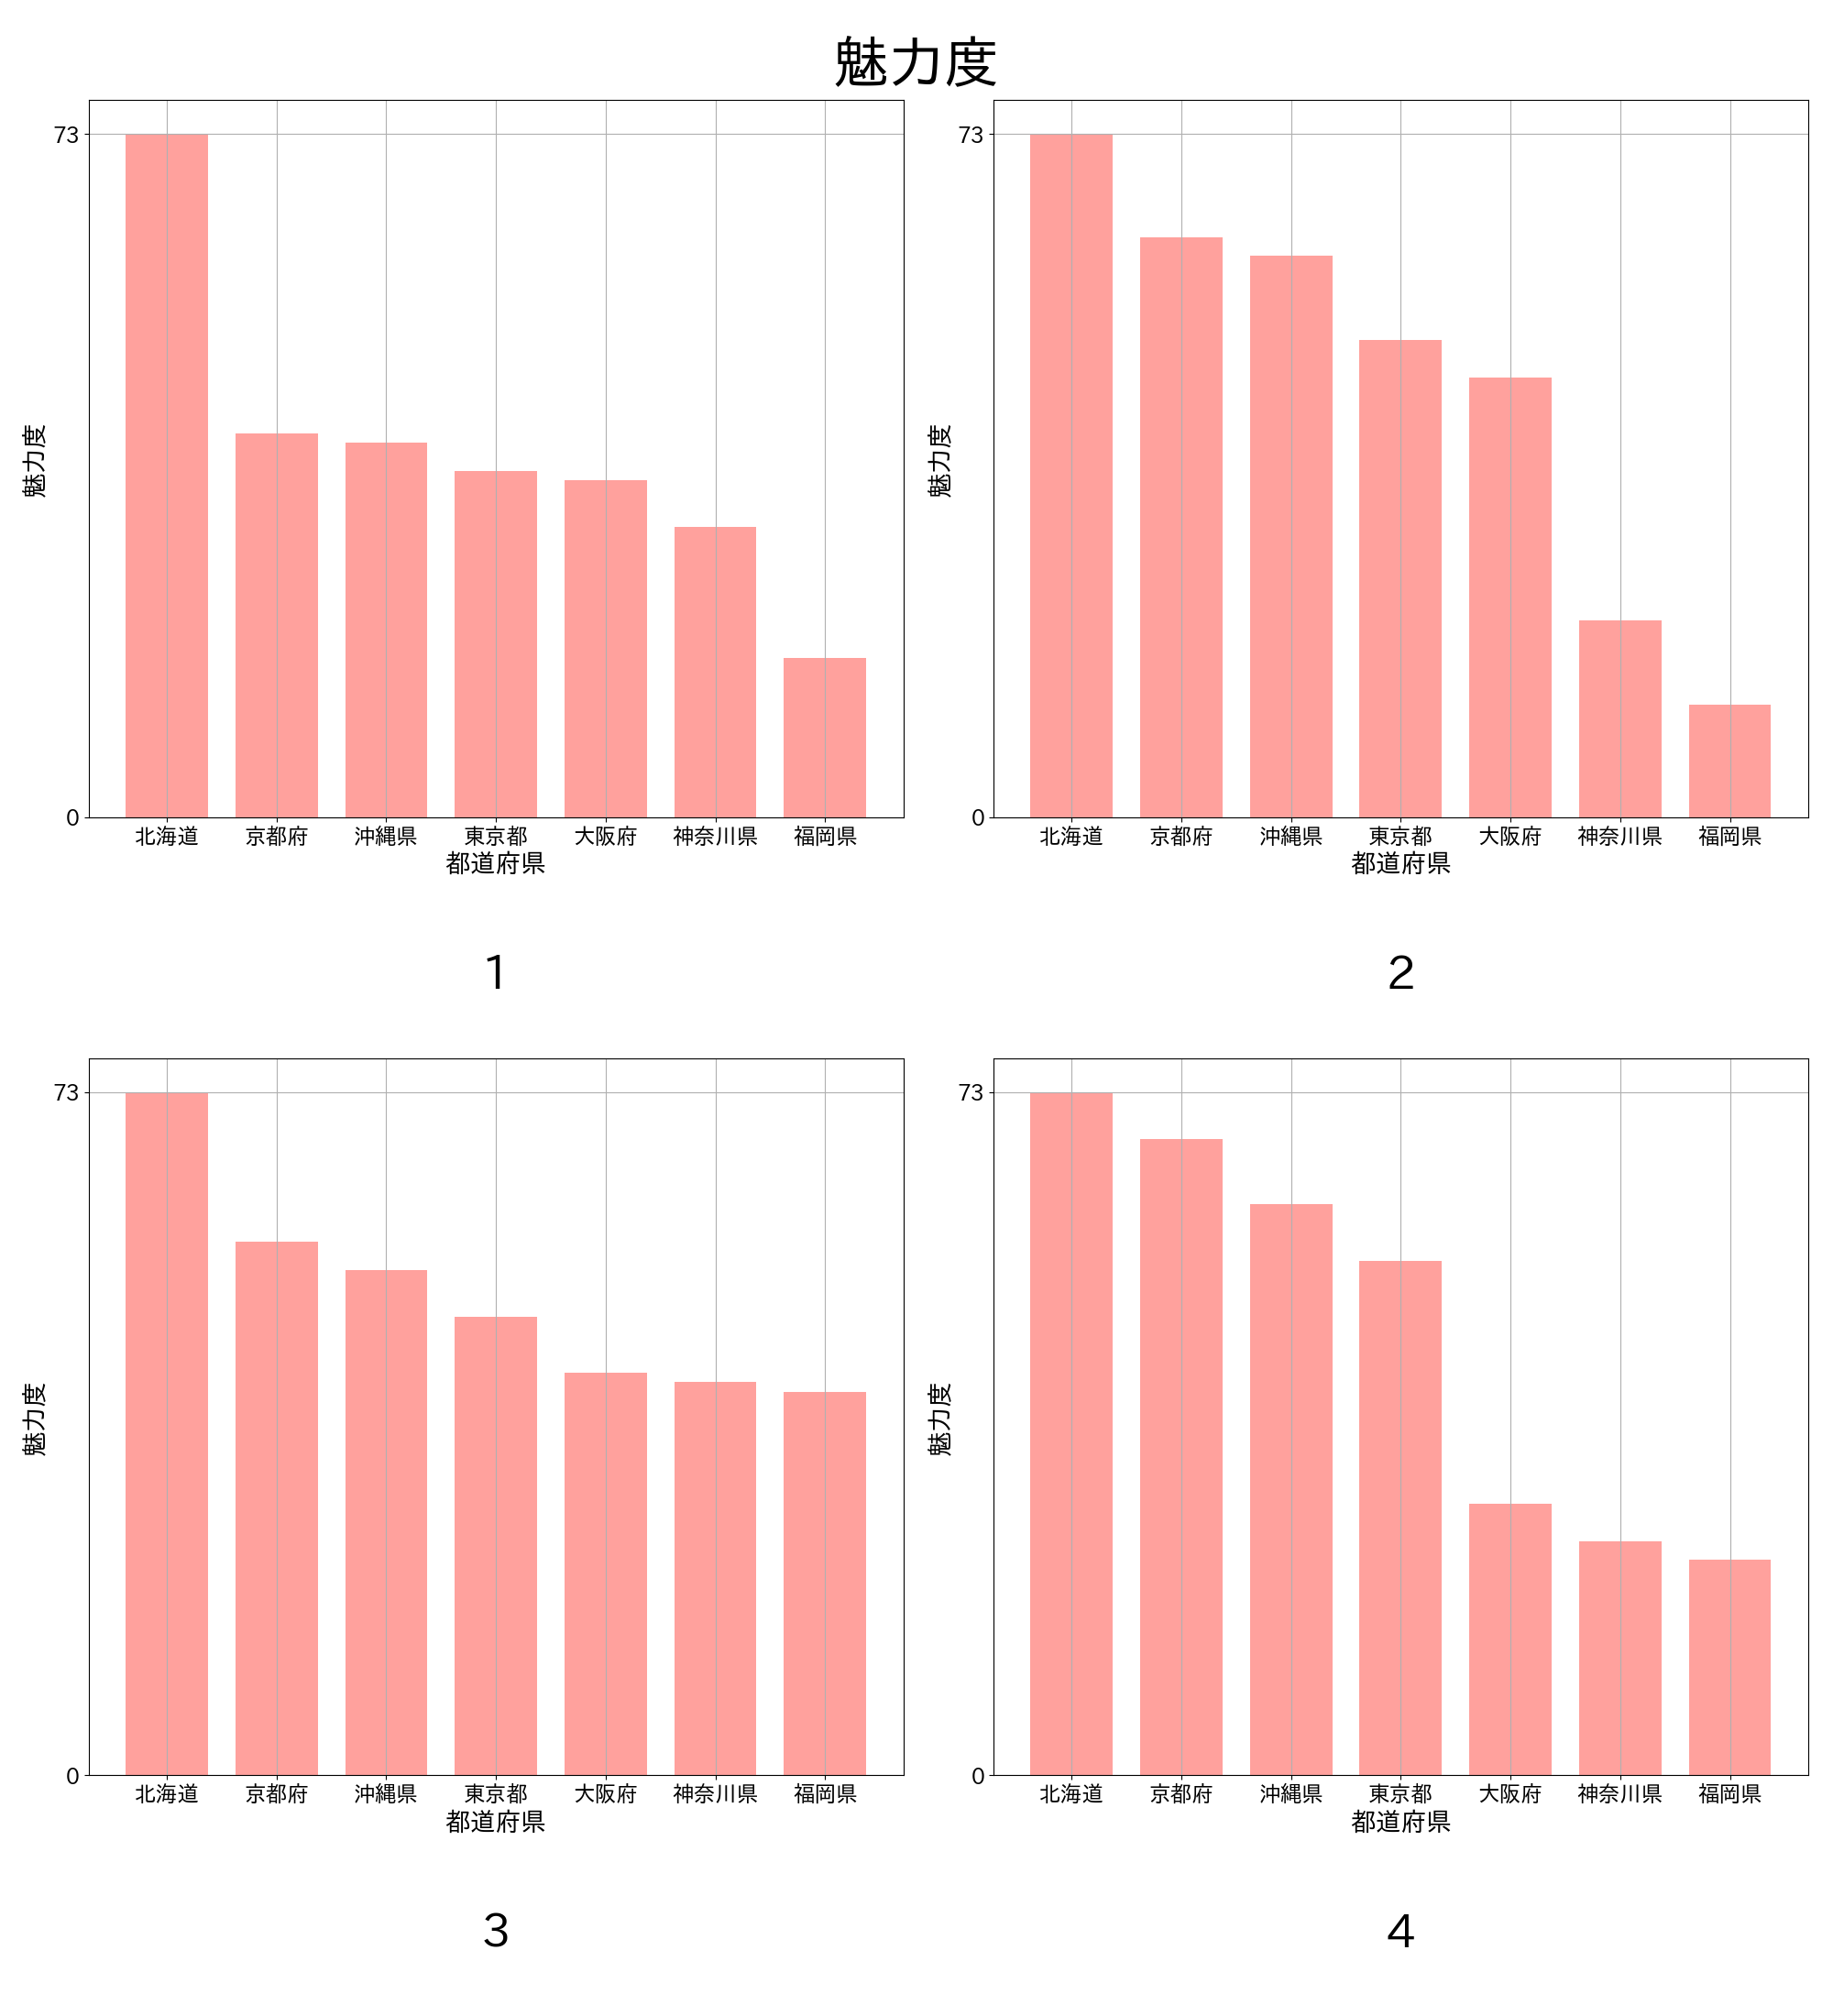 魅力度
73
魅力度
0
北海道 京都府 沖縄県 東京都 大阪府 神奈川県 福岡県
都道府県
1
73
魅力度
0
北海道 京都府 沖縄県 東京都 大阪府 神奈川県 福岡県
都道府県
2
73
魅力度
0
北海道 京都府 沖縄県 東京都 大阪府 神奈川県 福岡県
都道府県
3
73
魅力度
0
北海道 京都府 沖縄県 東京都 大阪府 神奈川県 福岡県
都道府県
4